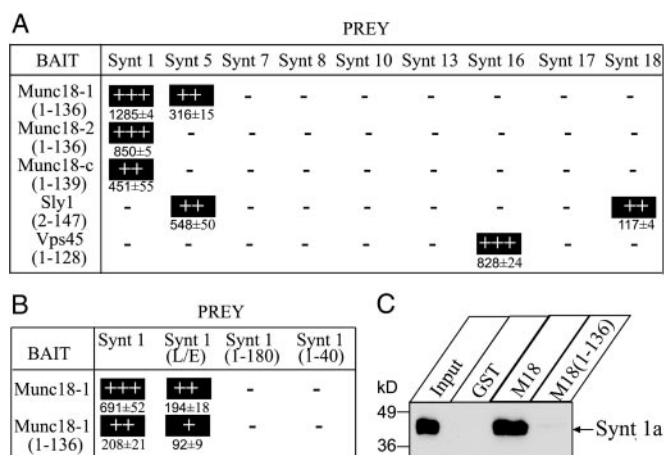 A
PREY
BAIT Synt 1 Synt 5 Synt 7 Synt 8 Synt 10 Synt 13 Synt 16 Synt 17 Synt 18
Munc18-1 +++ ++ - - - - - - -
(1-136) 1285±4 316±15
Munc18-2 +++ - - - - - - - -
(1-136) 850±5
Munc18-c ++ - - - - - - - -
(1-139) 451±55
Sly1 - ++ - - - - - - ++
(2-147) 548±50 117±4
Vps45 - - - - - - +++ - -
(1-128) 828±24
B
PREY
BAIT Synt 1 Synt 1 Synt 1 Synt 1
(L/E) (1-180) (1-40)
Munc18-1 +++ ++ - -
691±52 194±18
Munc18-1 ++ + - -
(1-136) 208±21 92±9
C
Input GST M18 M18(1-136)
kD
49
36
Synt 1a